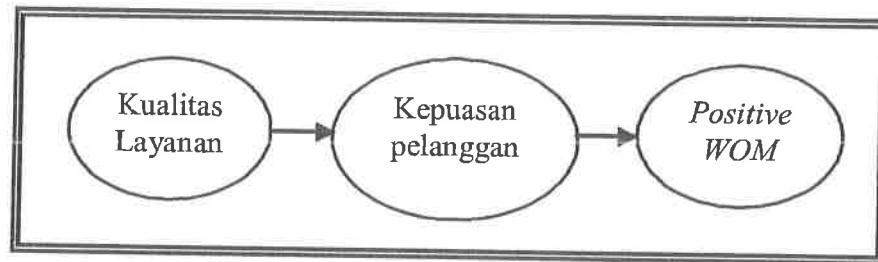 Kualitas
Layanan
Kepuasan
pelanggan
Positive
WOM